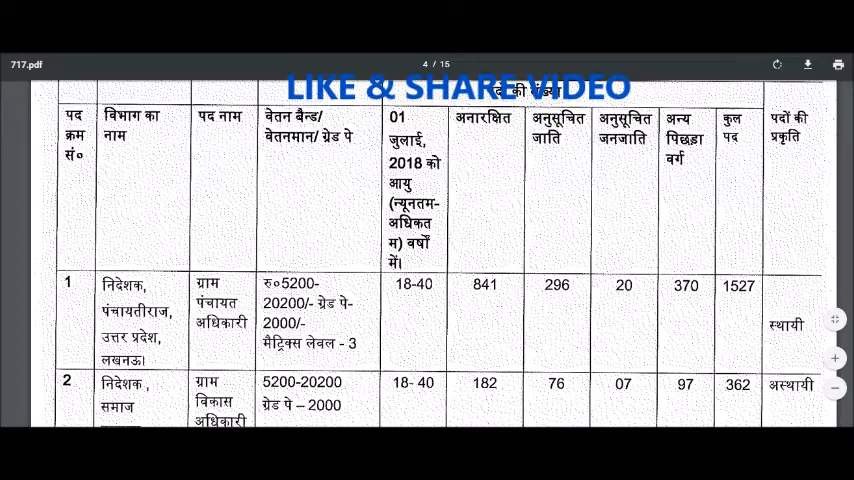 717.pdf
4 / 15
LIKE & SHARE VIDEO
पद क्रम सं०
विभाग का नाम
पद नाम
वेतन बैन्ड/ वेतनमान/ ग्रेड पे
01 जुलाई, 2018 को आयु (न्यूनतम- अधिकत म) वर्षों में।
अनारक्षित
अनुसूचित जाति
अनुसूचित जनजाति
अन्य पिछड़ा वर्ग
कुल पद
पदों की प्रकृति
1
निदेशक, पंचायतीराज, उत्तर प्रदेश, लखनऊ।
ग्राम पंचायत अधिकारी
रु०5200- 20200/- ग्रेड पे- 2000/- मैट्रिक्स लेवल - 3
18-40
841
296
20
370
1527
स्थायी
2
निदेशक , समाज
ग्राम विकास अधिकारी
5200-20200 ग्रेड पे – 2000
18- 40
182
76
07
97
362
अस्थायी